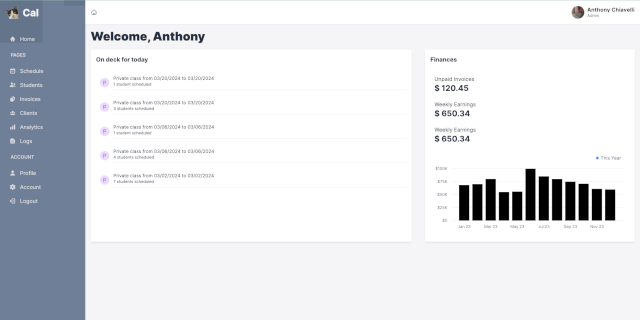 Cal
Home
PAGES
Schedule
Students
Invoices
Clients
Analytics
Logs
ACCOUNT
Profile
Account
Logout
Anthony Chiavelli
Admin
Welcome, Anthony
On deck for today
P
Private class from 03/20/2024 to 03/20/2024
1 student scheduled
P
Private class from 03/20/2024 to 03/20/2024
3 students scheduled
P
Private class from 03/06/2024 to 03/06/2024
1 student scheduled
P
Private class from 03/06/2024 to 03/06/2024
4 students scheduled
P
Private class from 03/02/2024 to 03/02/2024
7 students scheduled
Finances
Unpaid Invoices
$ 120.45
Weekly Earnings
$ 650.34
Weekly Earnings
$ 650.34
This Year
$100K
$75K
$50K
$25K
$0
Jan 23
Mar 23
May 23
Jul 23
Sep 23
Nov 23